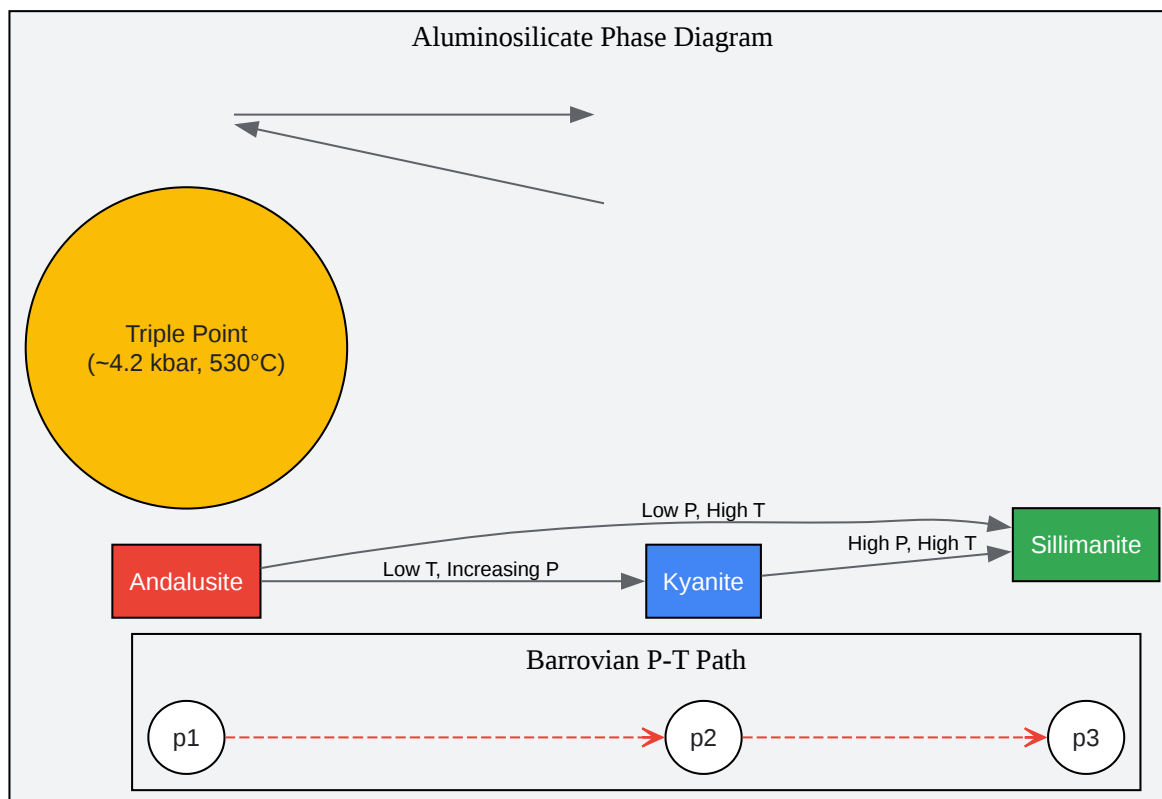 Aluminosilicate Phase Diagram
Triple Point
(~4.2 kbar, 530°C)
Low P, High T
Sillimanite
High P, High T
Andalusite
Low T, Increasing P
Kyanite
Barrovian P-T Path
p1
p2
p3